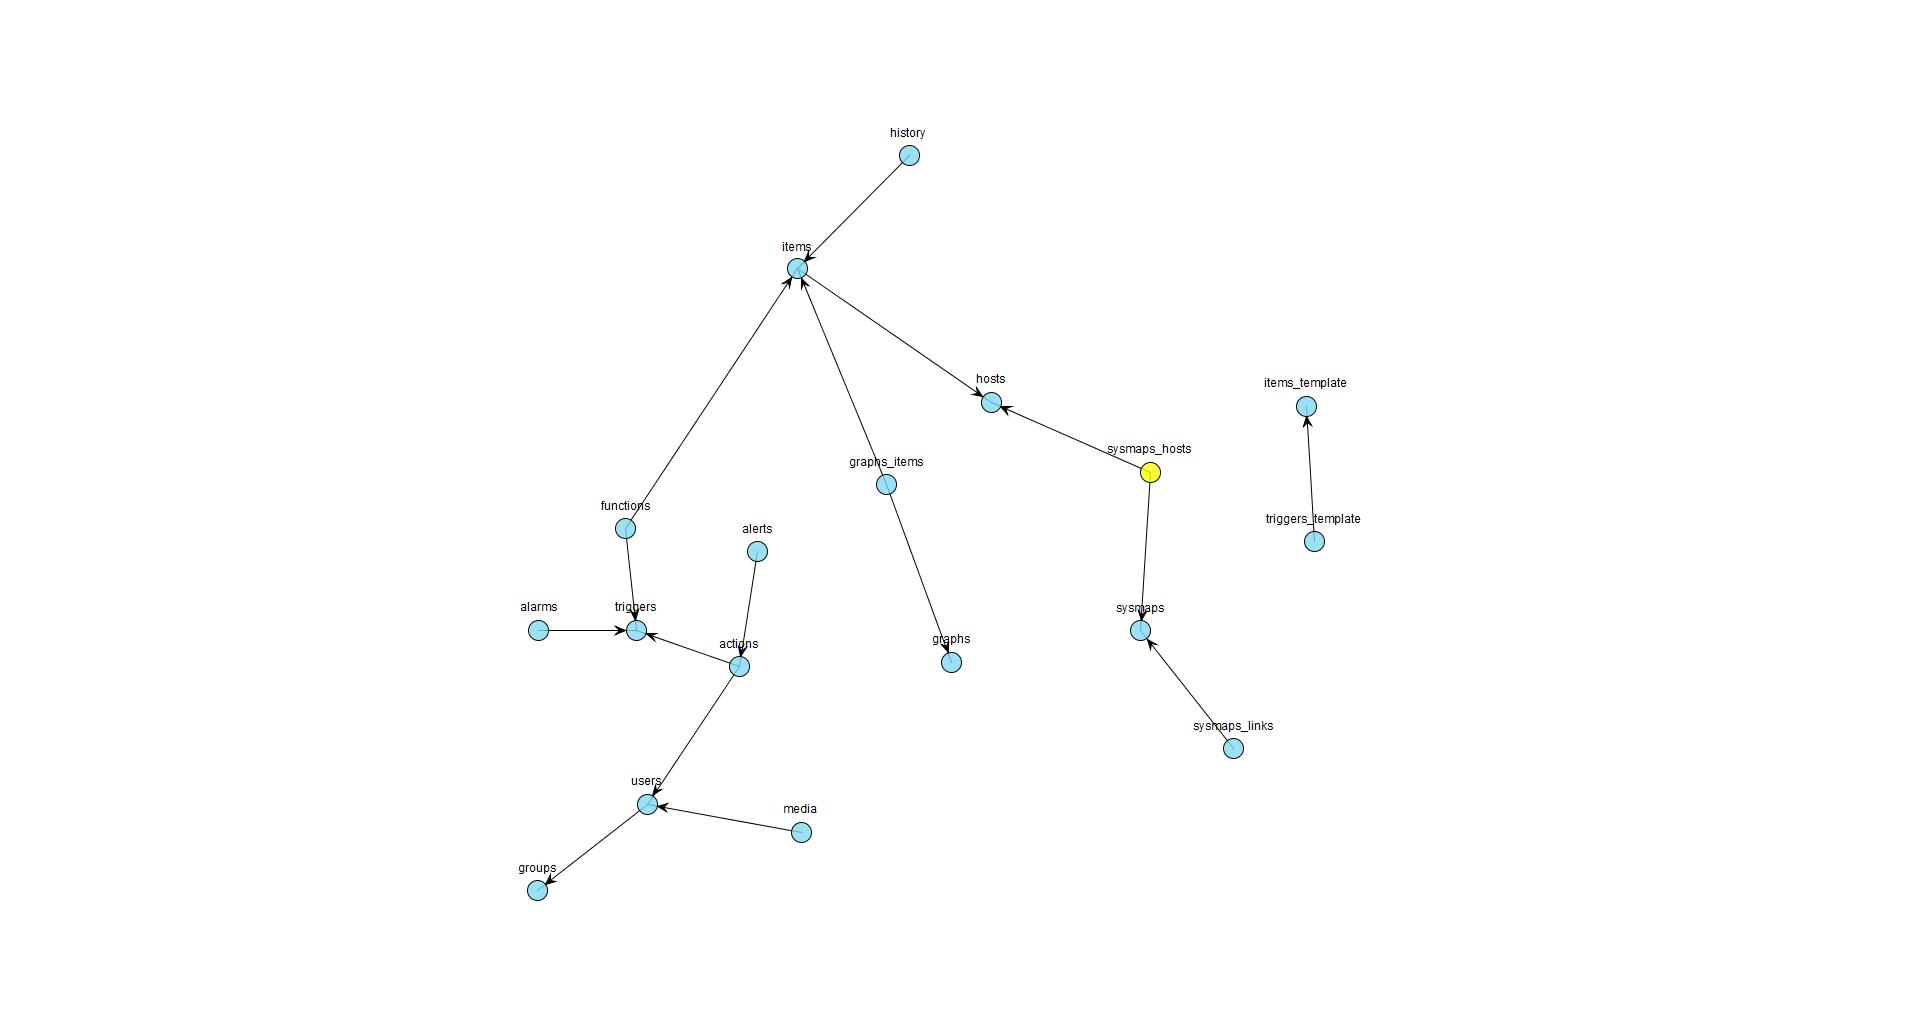 history
items
hosts
items_template
sysmaps_hosts
graphs_items
functions
triggers_template
alerts
alarms
triggers
sysmaps
graphs
actions
sysmaps_links
users
media
groups